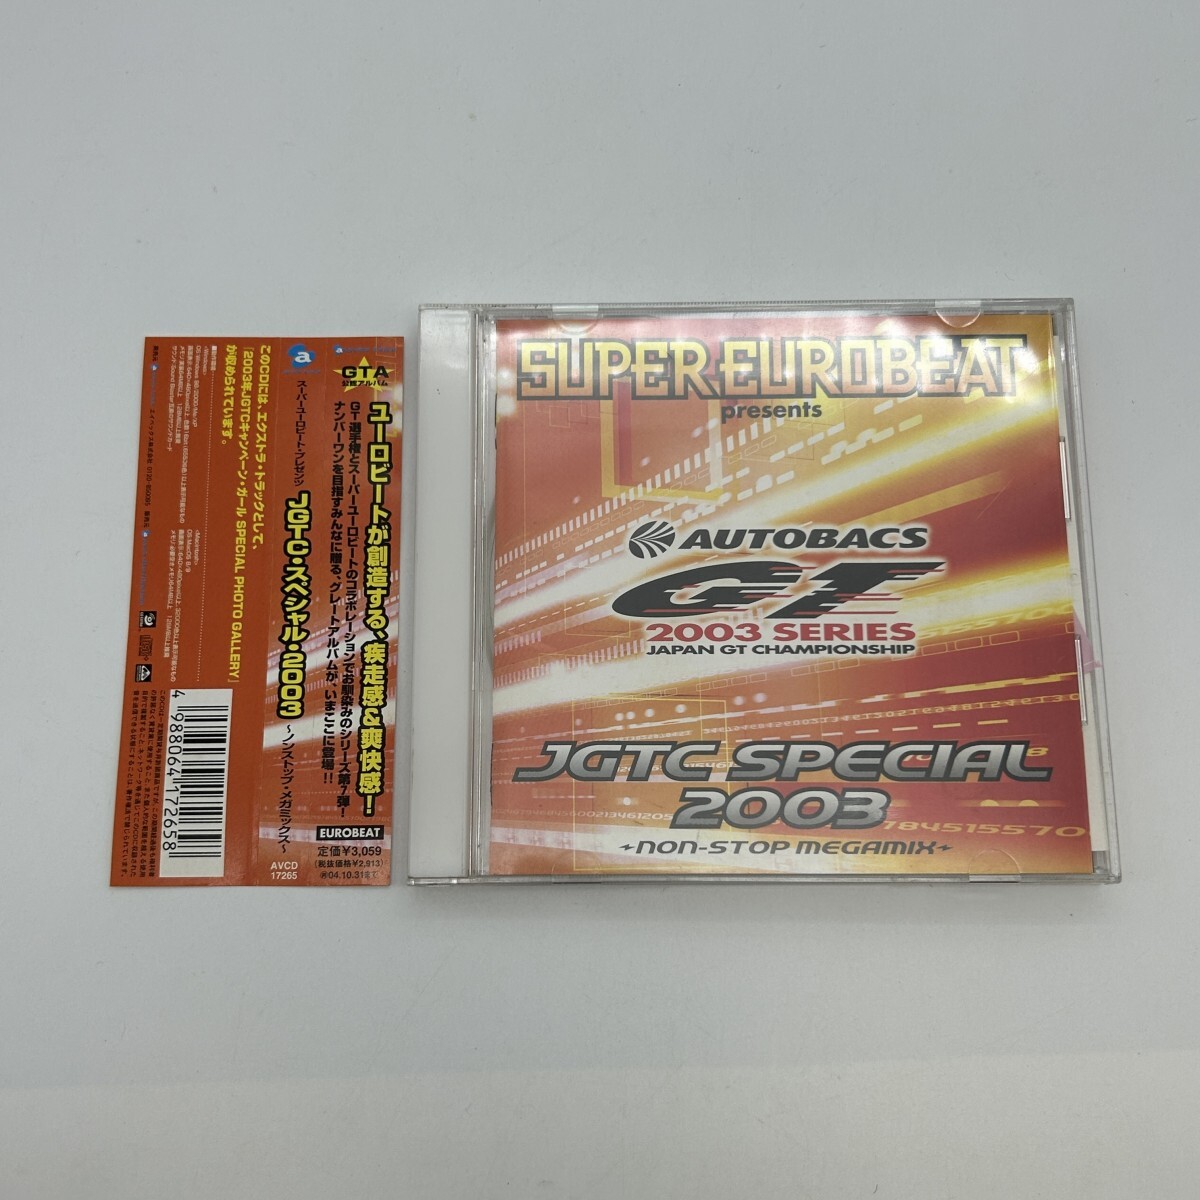 SUPER EUROBEAT
presents
AUTOBACS
GT
2003 SERIES
JAPAN GT CHAMPIONSHIP
JGTC SPECIAL
2003
NON-STOP MEGAMIX
GTA
公認アルバム
ユーロビートが創造する、疾走感&爽快感!
GT選手権とスーパーユーロビートのコラボレーションでお馴染みのシリーズ第7弾!
ナンバーワンを目指すみんなに贈る、グレートアルバムが、いまここに登場!!
EUROBEAT
定価¥3,059
(税抜価格¥2,913)
04.10.31まで
スーパーユーロビート・プレゼンツ
JGTC・スペシャル・2003
~ノンストップ・メガミックス~
AVCD
17265
このCDには、エクストラ・トラックとして、
「2003年JGTCキャンペーン・ガール SPECIAL PHOTO GALLERY」
が収められています。
4 988064 172658